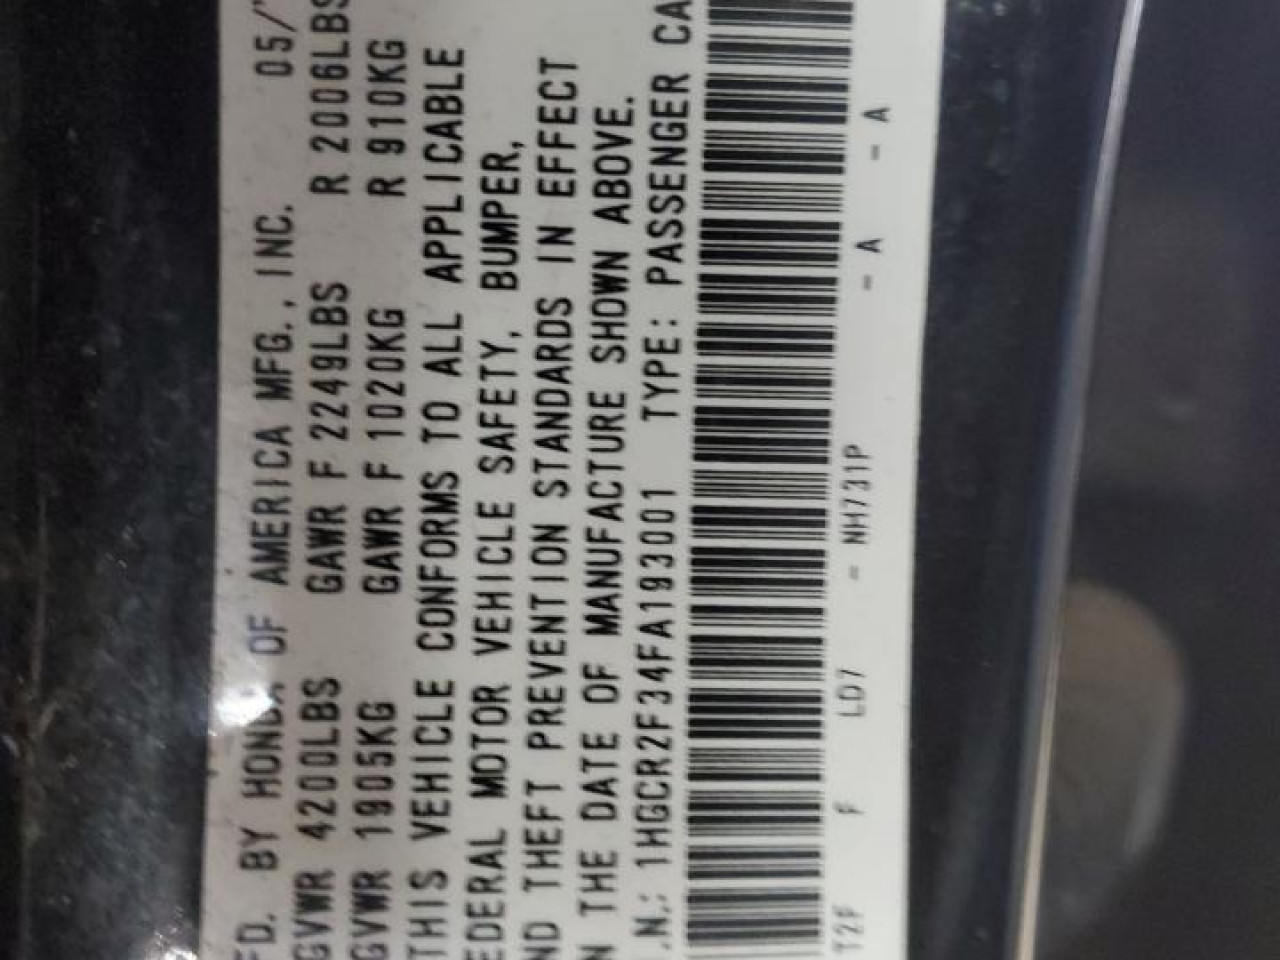 FD. BY HONDA OF AMERICA MFG., INC. 05/
GVWR 4200LBS GAWR F 2249LBS R 2006LBS
GVWR 1905KG GAWR F 1020KG R 910KG
THIS VEHICLE CONFORMS TO ALL APPLICABLE
EDERAL MOTOR VEHICLE SAFETY, BUMPER,
ND THEFT PREVENTION STANDARDS IN EFFECT
N THE DATE OF MANUFACTURE SHOWN ABOVE.
.N.: 1HGCR2F34FA193001 TYPE: PASSENGER CA
T2F F LD7 - NH731P - A - A